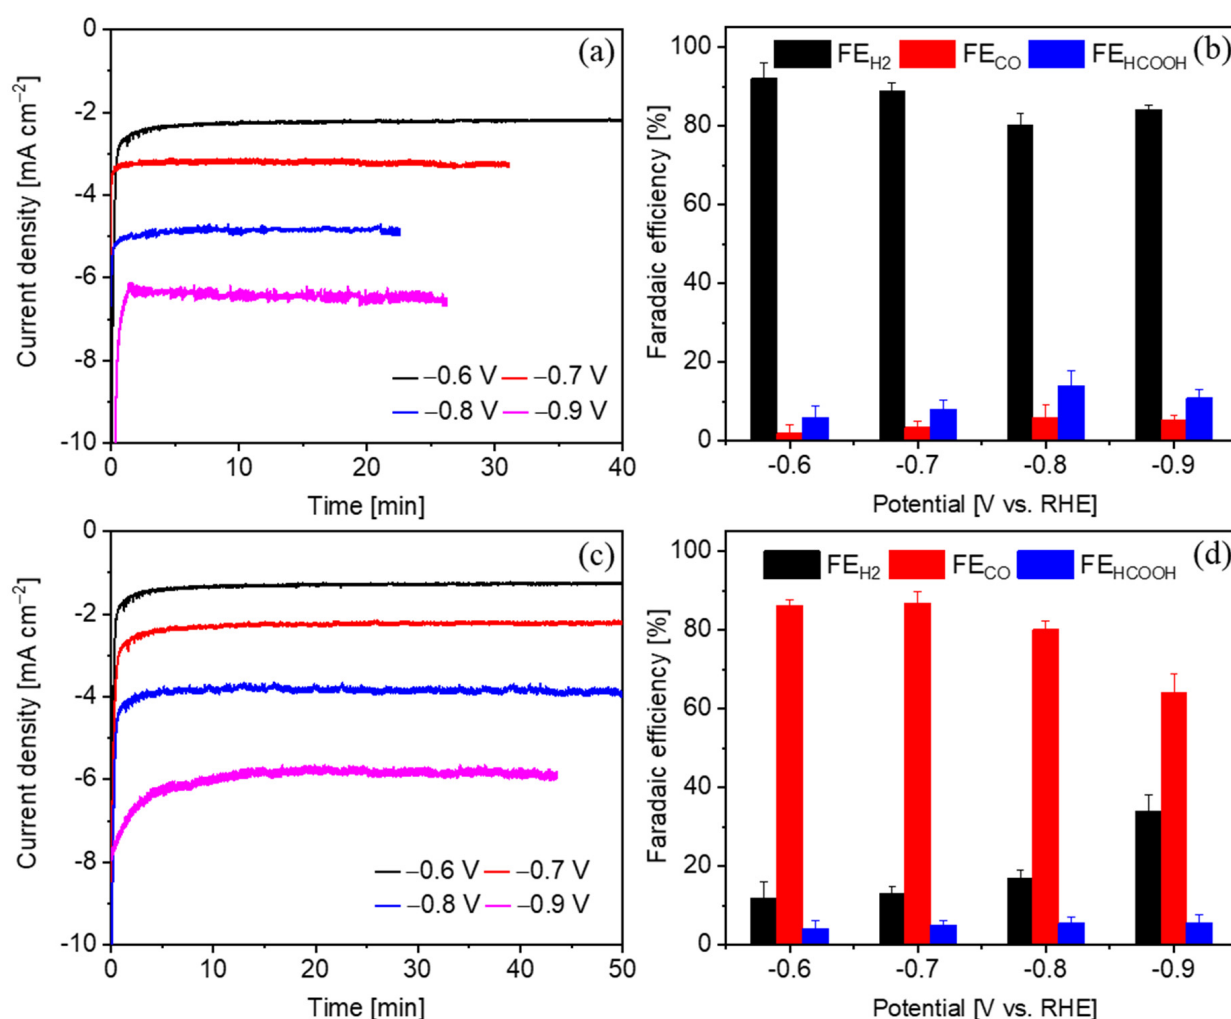 (a)
Current density [mA cm⁻²]
0
-2
-4
-6
-8
-10
–0.6 V –0.7 V
–0.8 V –0.9 V
0 10 20 30 40
Time [min]
(b)
FE_H2 FE_CO FE_HCOOH
Faradaic efficiency [%]
100
80
60
40
20
0
-0.6 -0.7 -0.8 -0.9
Potential [V vs. RHE]
(c)
Current density [mA cm⁻²]
0
-2
-4
-6
-8
-10
–0.6 V –0.7 V
–0.8 V –0.9 V
0 10 20 30 40 50
Time [min]
(d)
FE_H2 FE_CO FE_HCOOH
Faradaic efficiency [%]
100
80
60
40
20
0
-0.6 -0.7 -0.8 -0.9
Potential [V vs. RHE]